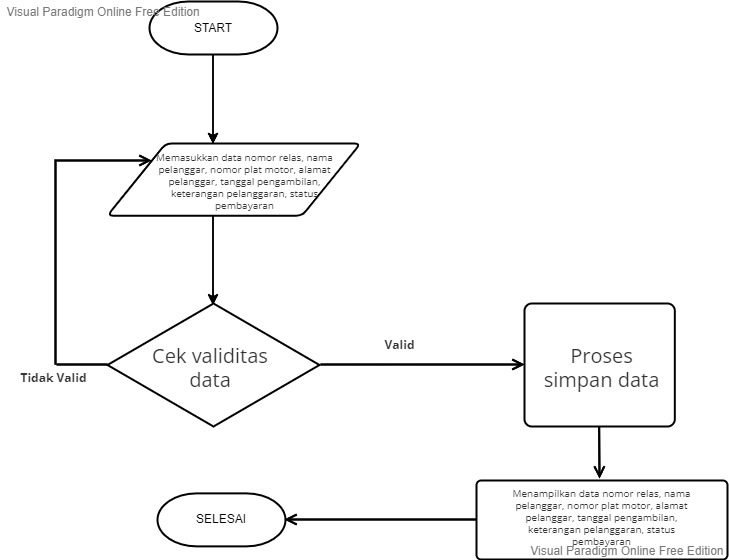 Visual Paradigm Online Free Edition
START
Memasukkan data nomor relas, nama
pelanggar, nomor plat motor, alamat
pelanggar, tanggal pengambilan,
keterangan pelanggaran, status
pembayaran
Cek validitas
data
Valid
Tidak Valid
Proses
simpan data
Menampilkan data nomor relas, nama
pelanggar, nomor plat motor, alamat
pelanggar, tanggal pengambilan,
keterangan pelanggaran, status
pembayaran
SELESAI
Visual Paradigm Online Free Edition